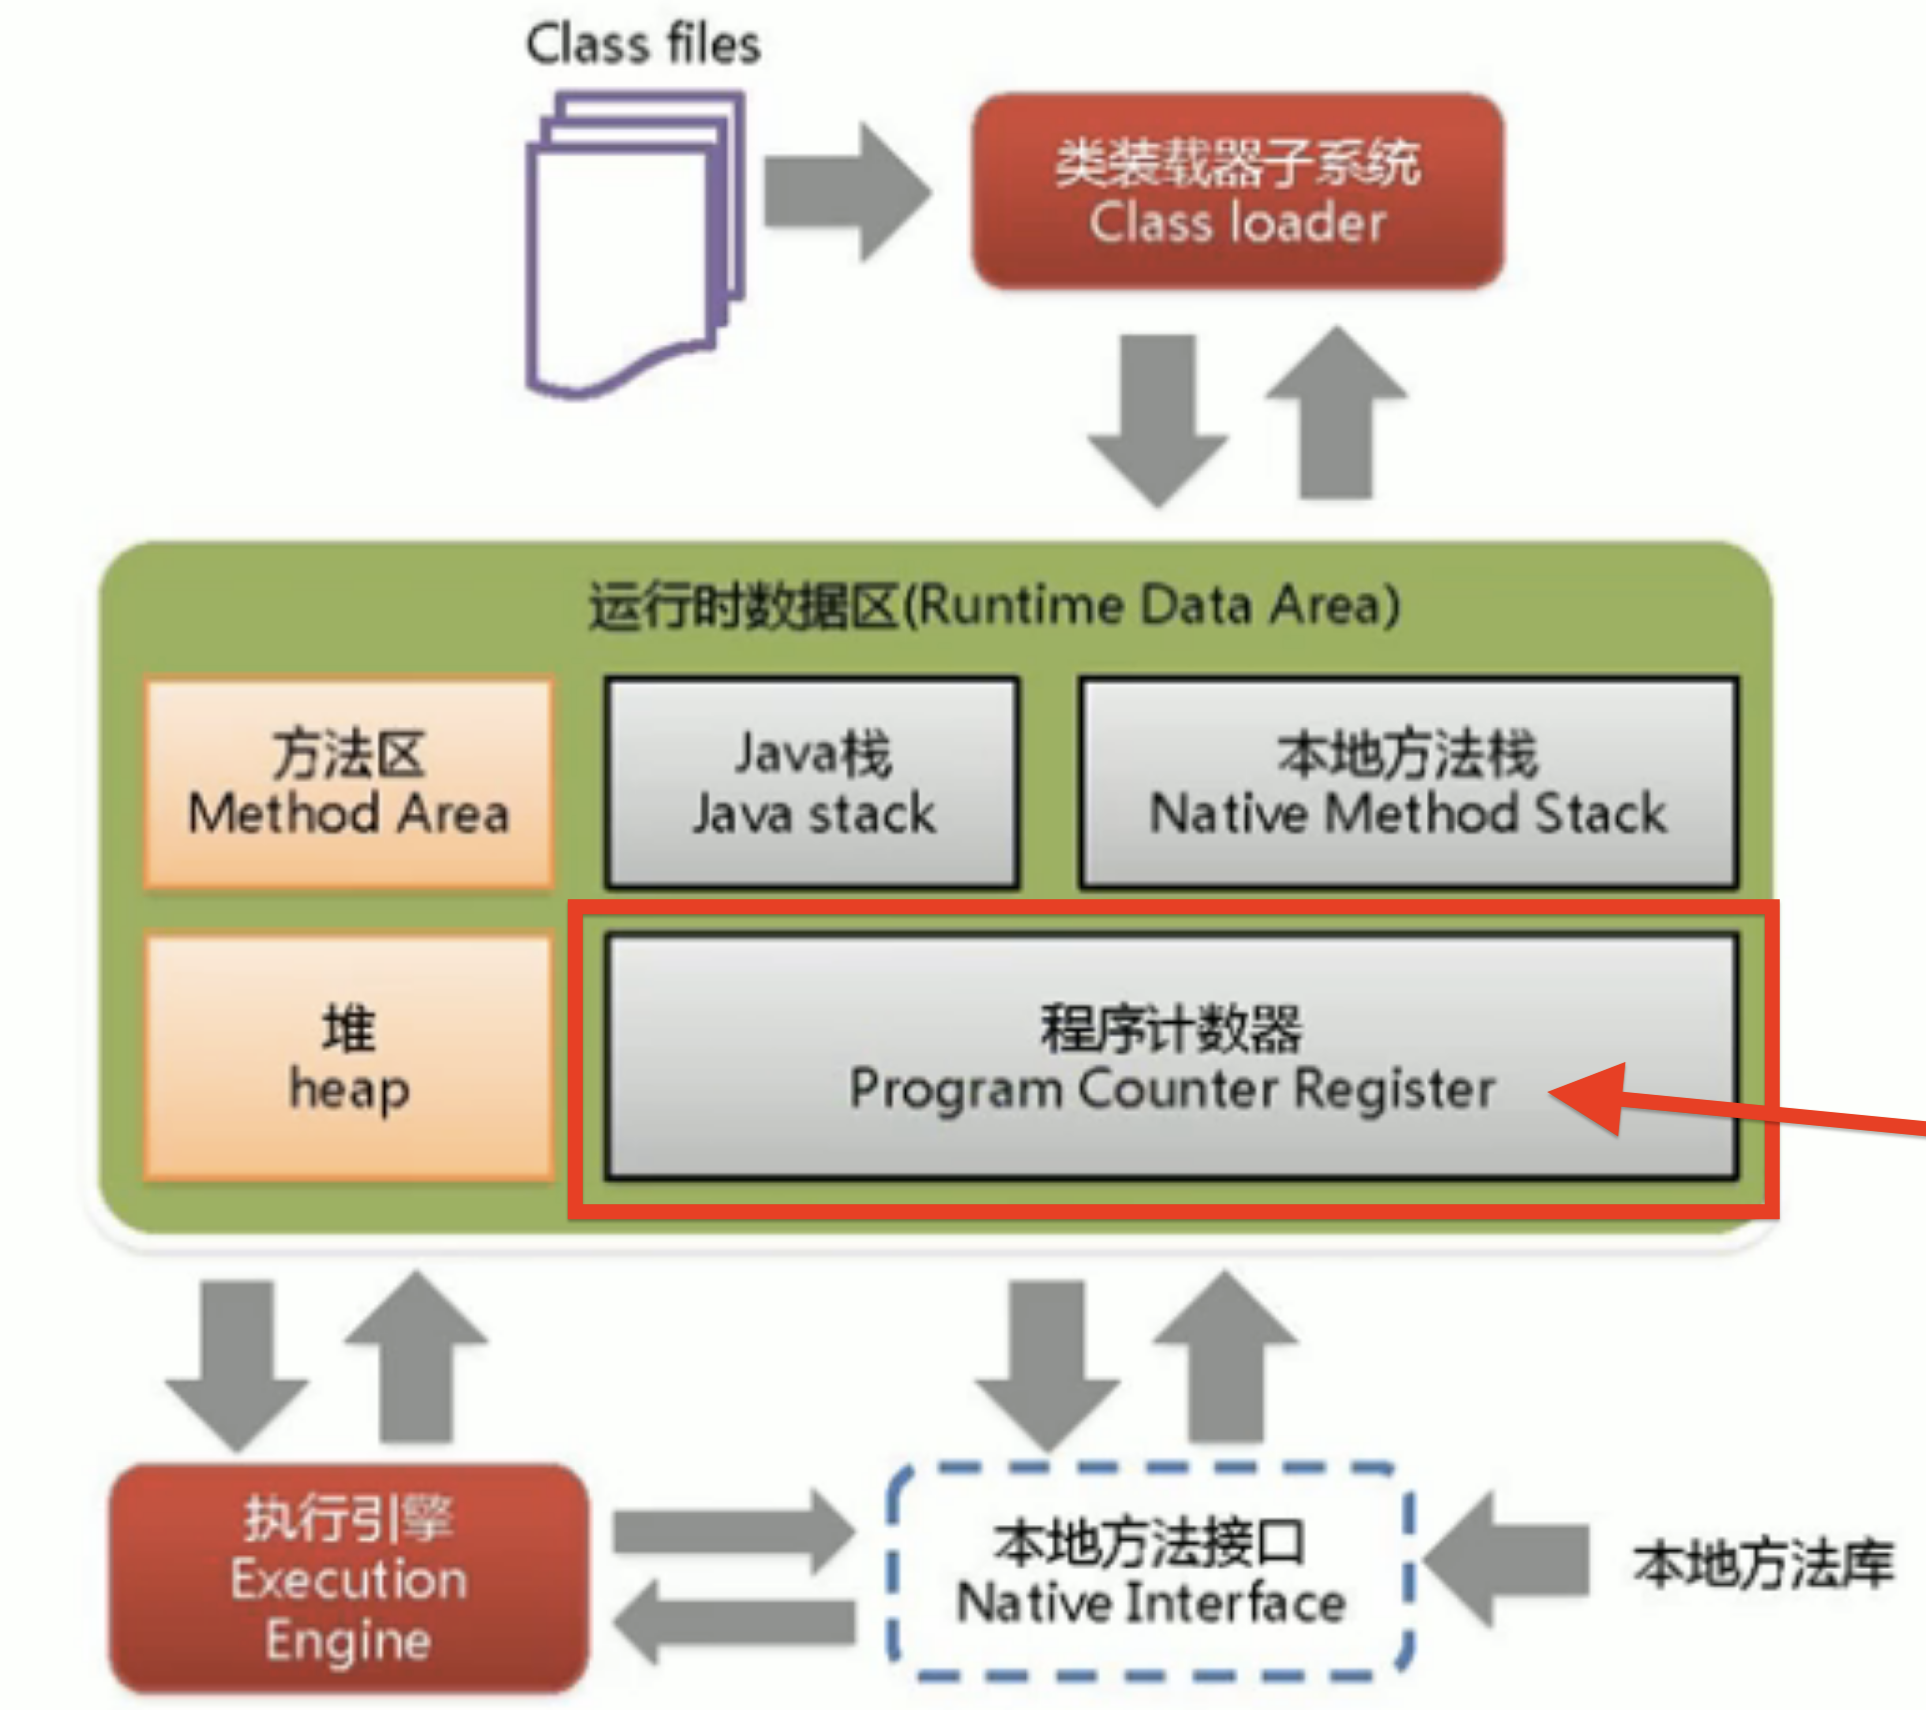 Class files
类装载器子系统
Class loader
运行时数据区(Runtime Data Area)
方法区
Method Area
Java栈
Java stack
本地方法栈
Native Method Stack
堆
heap
程序计数器
Program Counter Register
执行引擎
Execution
Engine
本地方法接口
Native Interface
本地方法库